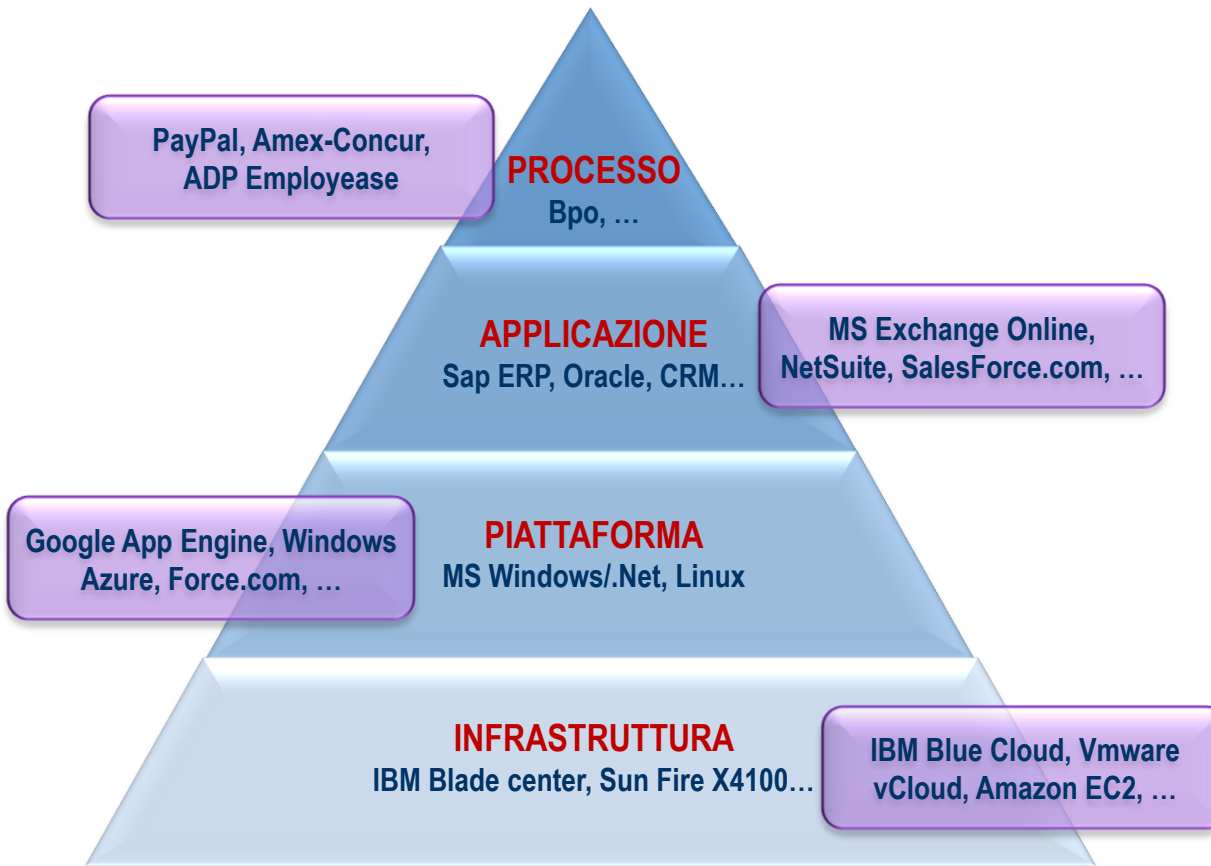 PayPal, Amex-Concur,
ADP Employease
PROCESSO
Bpo, …
APPLICAZIONE
Sap ERP, Oracle, CRM…
MS Exchange Online,
NetSuite, SalesForce.com, …
Google App Engine, Windows
Azure, Force.com, …
PIATTAFORMA
MS Windows/.Net, Linux
INFRASTRUTTURA
IBM Blade center, Sun Fire X4100…
IBM Blue Cloud, Vmware
vCloud, Amazon EC2, …